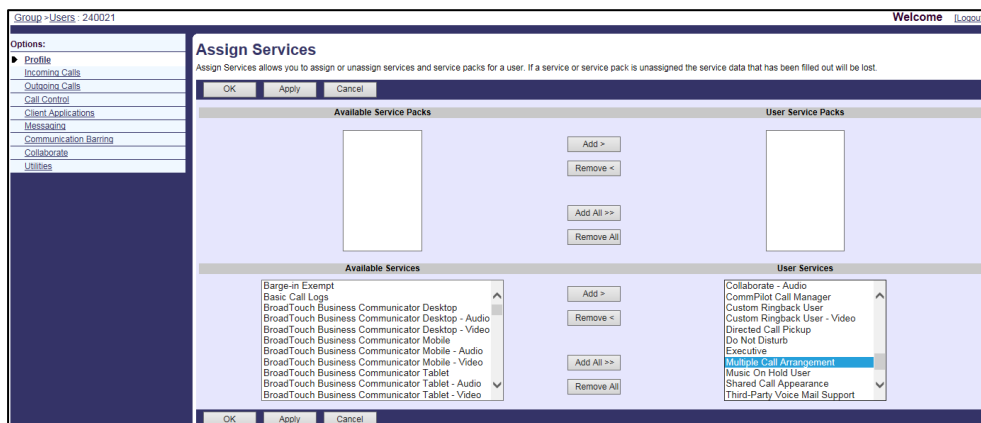 Group >Users : 240021
Welcome [Logout
Options:
Profile
Incoming Calls
Outgoing Calls
Call Control
Client Applications
Messaging
Communication Barring
Collaborate
Utilities
Assign Services
Assign Services allows you to assign or unassign services and service packs for a user. If a service or service pack is unassigned the service data that has been filled out will be lost.
OK Apply Cancel
Available Service Packs User Service Packs
Add >
Remove <
Add All >>
Remove All
Available Services User Services
Barge-in Exempt
Basic Call Logs
BroadTouch Business Communicator Desktop
BroadTouch Business Communicator Desktop - Audio
BroadTouch Business Communicator Desktop - Video
BroadTouch Business Communicator Mobile
BroadTouch Business Communicator Mobile - Audio
BroadTouch Business Communicator Mobile - Video
BroadTouch Business Communicator Tablet
BroadTouch Business Communicator Tablet - Audio
BroadTouch Business Communicator Tablet - Video
Add >
Remove <
Add All >>
Remove All
Collaborate - Audio
CommPilot Call Manager
Custom Ringback User
Custom Ringback User - Video
Directed Call Pickup
Do Not Disturb
Executive
Multiple Call Arrangement
Music On Hold User
Shared Call Appearance
Third-Party Voice Mail Support
OK Apply Cancel